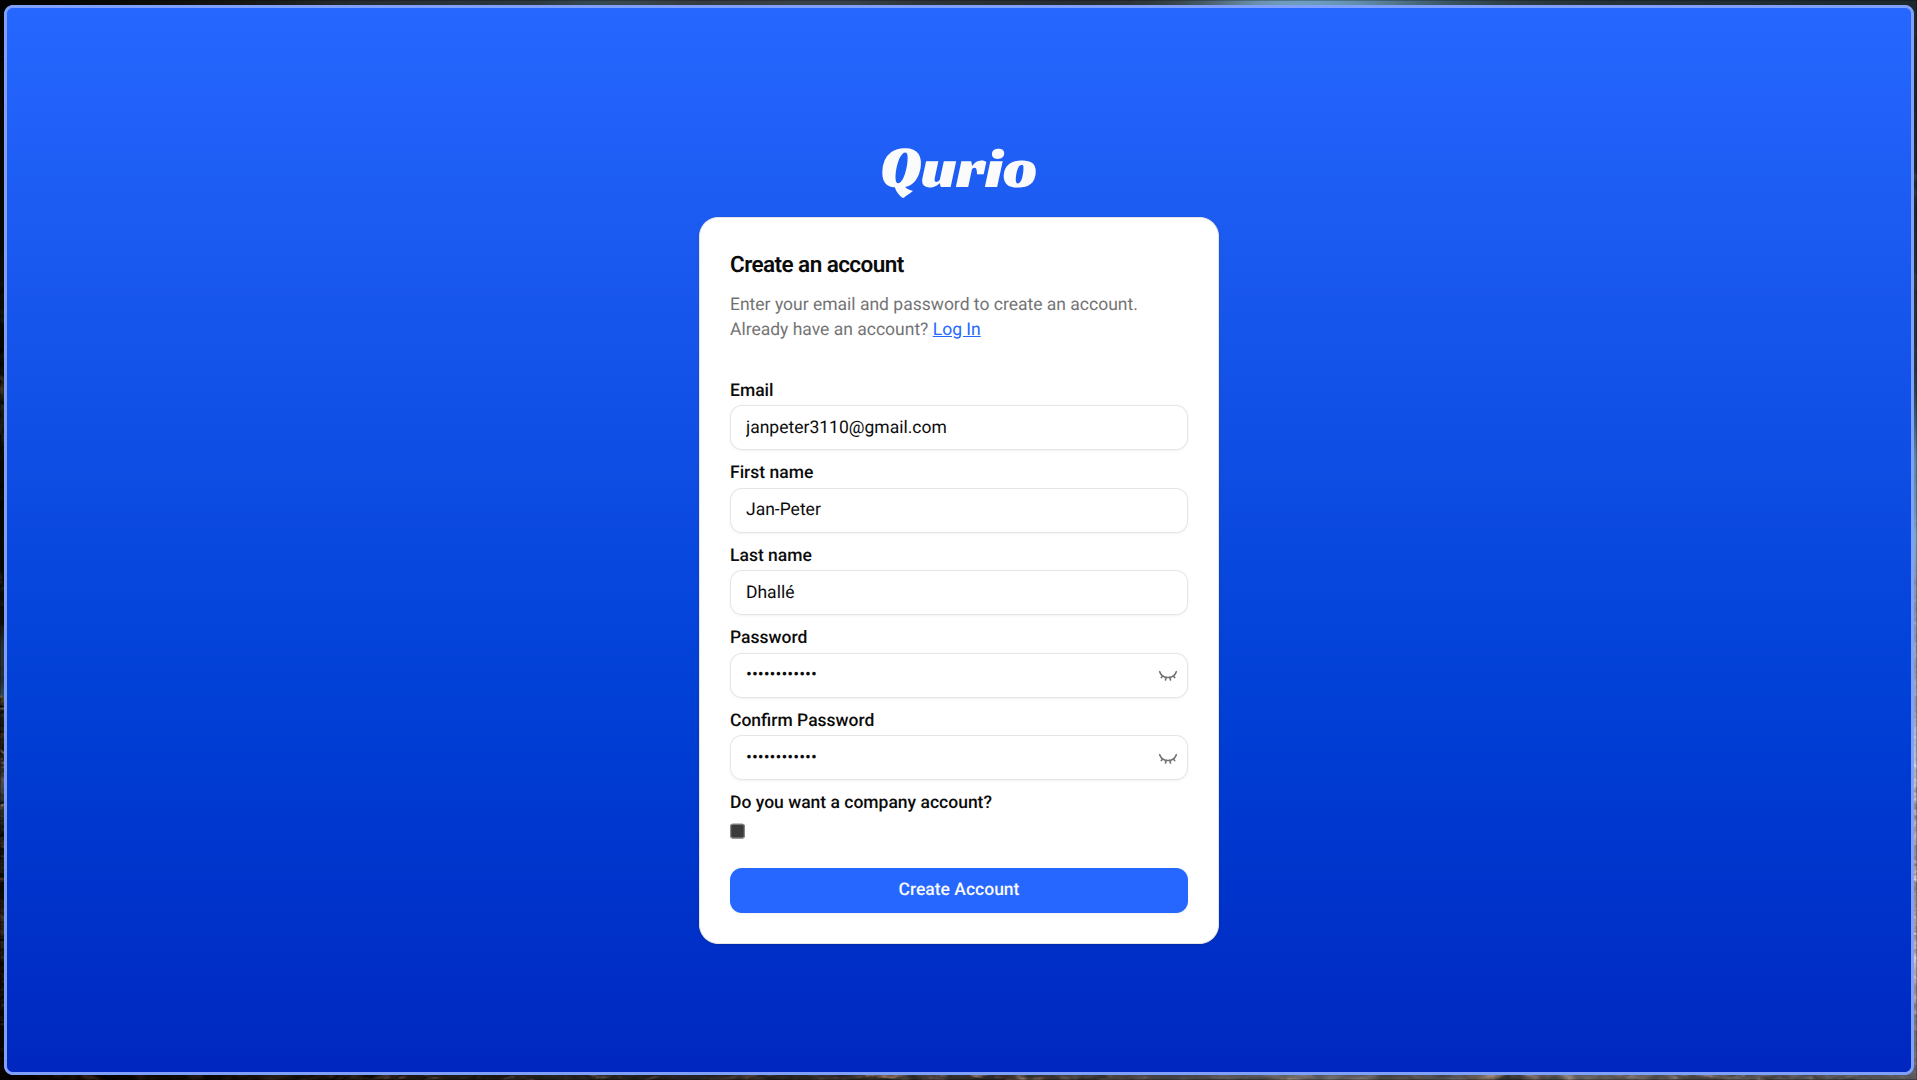 Qurio
Create an account
Enter your email and password to create an account.
Already have an account? Log In
Email
janpeter3110@gmail.com
First name
Jan-Peter
Last name
Dhallé
Password
••••••••••••
Confirm Password
••••••••••••
Do you want a company account?
Create Account